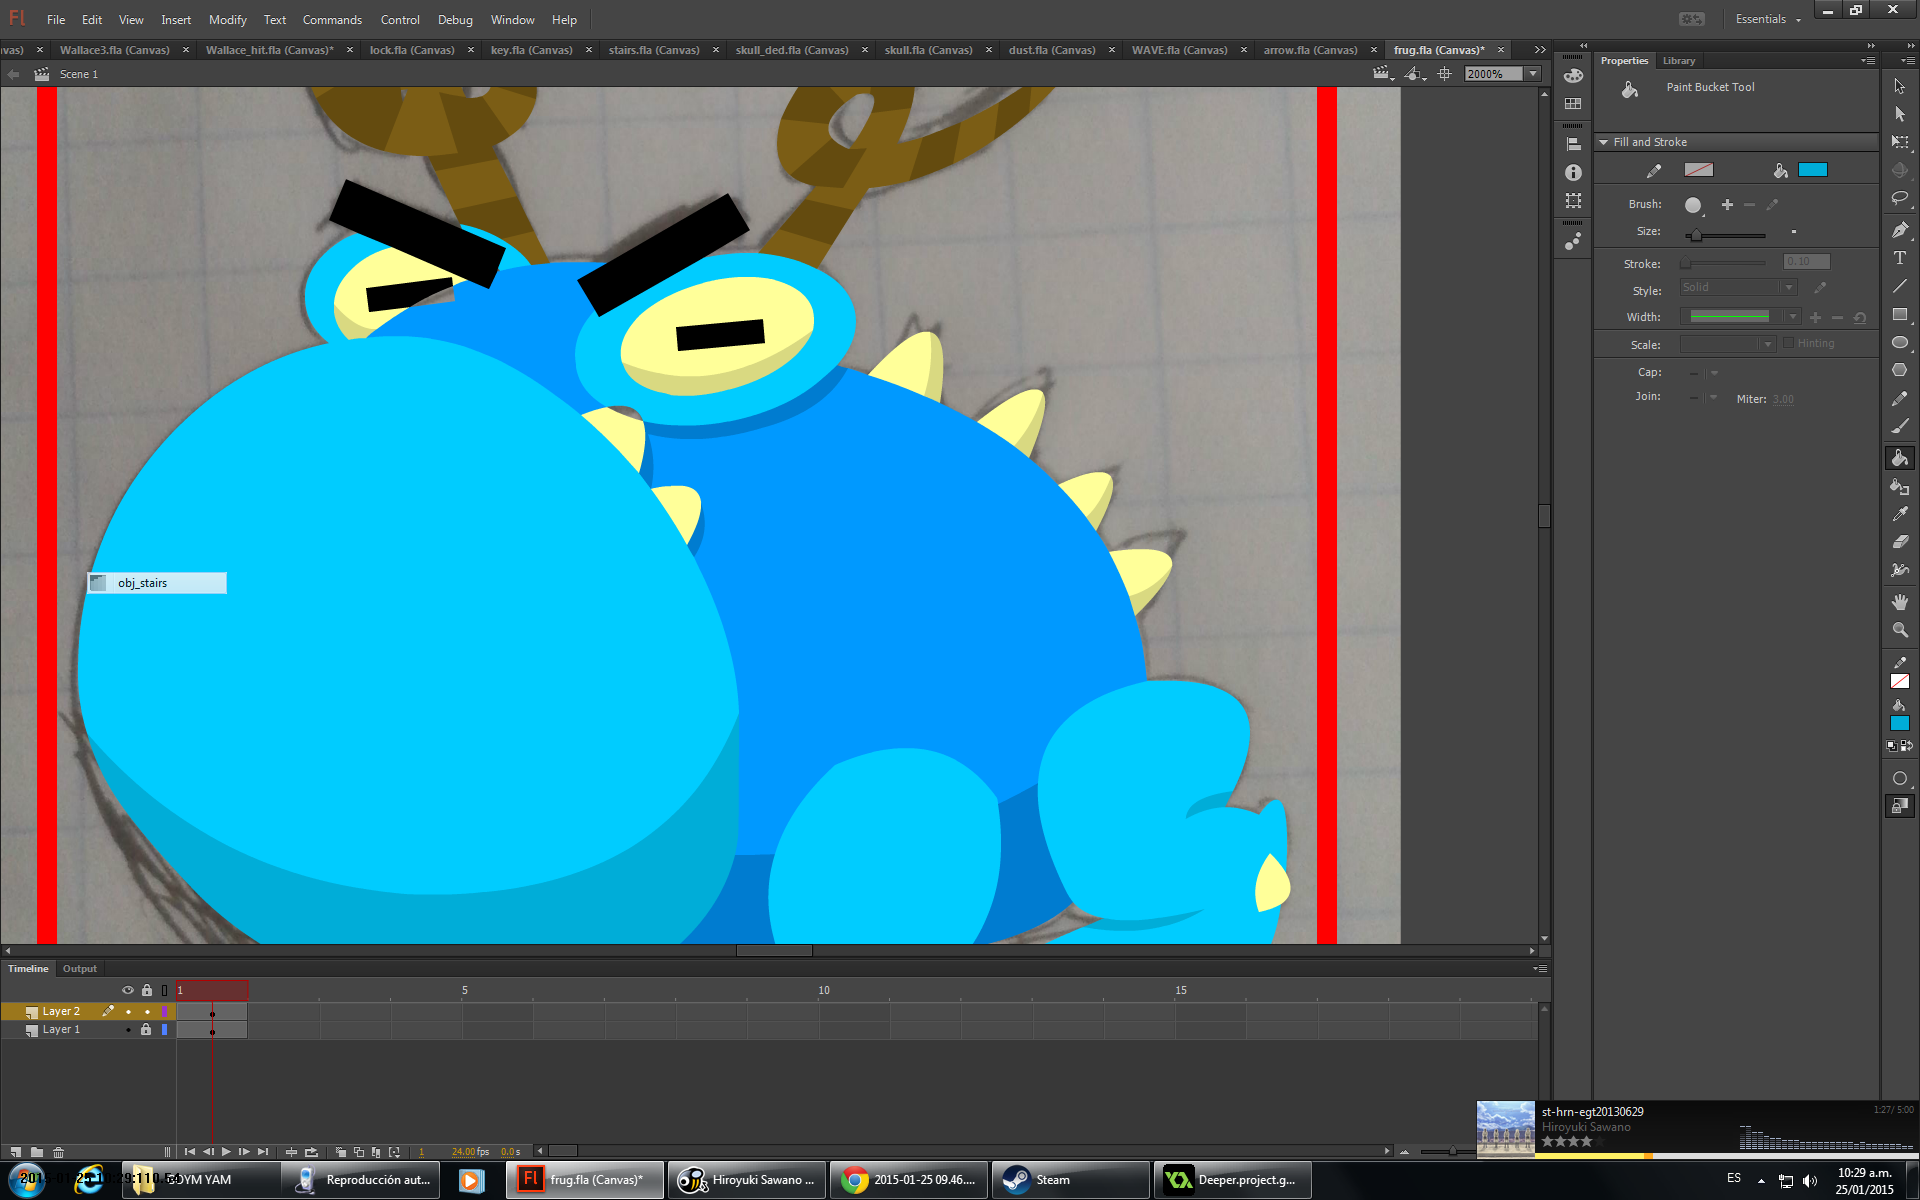 Fl File Edit View Insert Text Commands Modify Control Debug Window Help Essentials
vas) × Wallace3.fla (Canvas) × Wallace_hit.fla (Canvas)* × lock.fla (Canvas) × key.fla (Canvas) × stairs.fla (Canvas) × skull_ded.fla (Canvas) × skull.fla (Canvas) × dust.fla (Canvas) × WAVE.fla (Canvas) × arrow.fla (Canvas) × frug.fla (Canvas)* ×
Scene 1 2000%
Properties Library
Paint Bucket Tool
Fill and Stroke
Brush:
Size:
Stroke: 0,10
Style: Solid
Width:
Scale: Hinting
Cap:
Join: Miter: 3,00
obj_stairs
Timeline Output
1 5 10 15
Layer 2
Layer 1
1 24.00 fps 0.0 s
st-hrn-egt20130629 1:27/ 5:00
Hiroyuki Sawano
2015-01-25 10:29:110.54
GDYM YAM
Reproducción aut...
Fl frug.fla (Canvas)*
Hiroyuki Sawano ...
2015-01-25 09.46....
Steam
Deeper.project.g...
ES
10:29 a.m.
25/01/2015